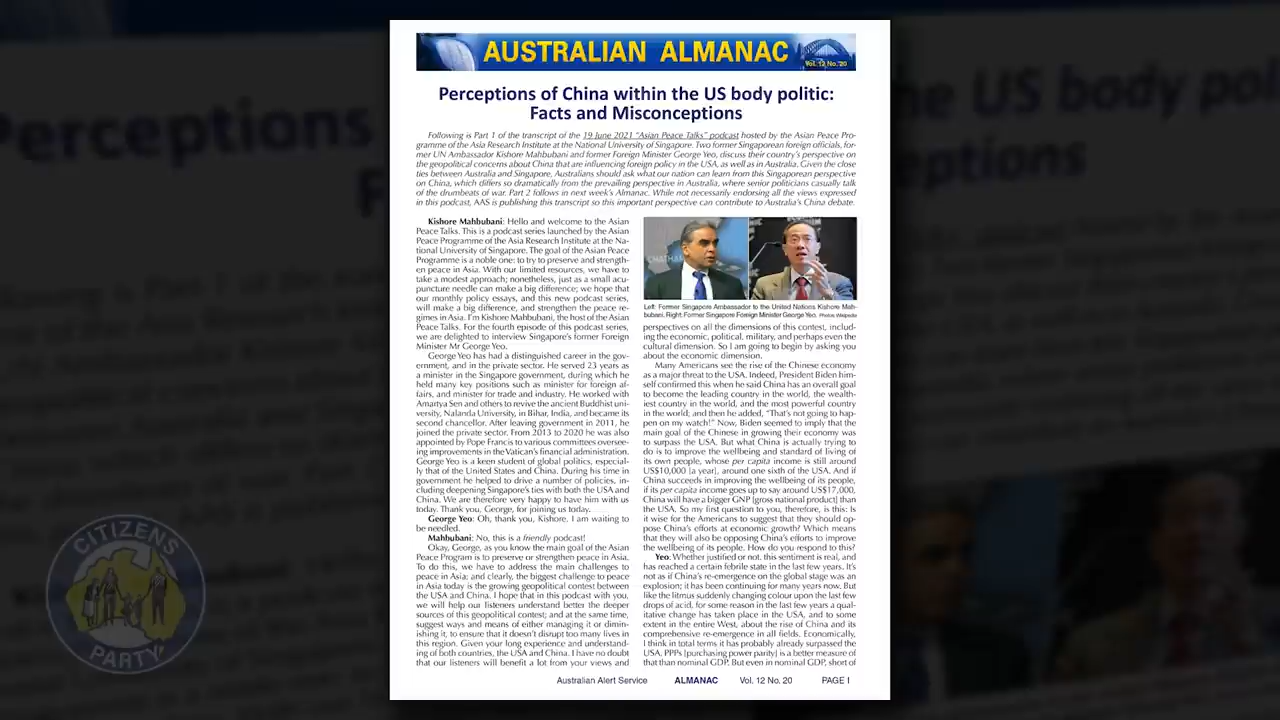 AUSTRALIAN ALMANAC
Vol. 12 No. 20
Perceptions of China within the US body politic:
Facts and Misconceptions
Following is Part 1 of the transcript of the 19 June 2021 "Asian Peace Talks" podcast hosted by the Asian Peace Pro-
gramme of the Asia Research Institute at the National University of Singapore. Two former Singaporean foreign officials, for-
mer UN Ambassador Kishore Mahbubani and former Foreign Minister George Yeo, discuss their country's perspective on
the geopolitical concerns about China that are influencing foreign policy in the USA, as well as in Australia. Given the close
ties between Australia and Singapore, Australians should ask what our nation can learn from this Singaporean perspective
on China, which differs so dramatically from the prevailing perspective in Australia, where senior politicians casually talk
of the drumbeats of war. Part 2 follows in next week's Almanac. While not necessarily endorsing all the views expressed
in this podcast, AAS is publishing this transcript so this important perspective can contribute to Australia's China debate.
Kishore Mahbubani: Hello and welcome to the Asian
Peace Talks. This is a podcast series launched by the Asian
Peace Programme of the Asia Research Institute at the Na-
tional University of Singapore. The goal of the Asian Peace
Programme is a noble one: to try to preserve and strength-
en peace in Asia. With our limited resources, we have to
take a modest approach; nonetheless, just as a small acu-
puncture needle can make a big difference; we hope that
our monthly policy essays, and this new podcast series,
will make a big difference, and strengthen the peace re-
gimes in Asia. I'm Kishore Mahbubani, the host of the Asian
Peace Talks. For the fourth episode of this podcast series,
we are delighted to interview Singapore's former Foreign
Minister Mr George Yeo.
George Yeo has had a distinguished career in the gov-
ernment, and in the private sector. He served 23 years as
a minister in the Singapore government, during which he
held many key positions such as minister for foreign af-
fairs, and minister for trade and industry. He worked with
Amartya Sen and others to revive the ancient Buddhist uni-
versity, Nalanda University, in Bihar, India, and became its
second chancellor. After leaving government in 2011, he
joined the private sector. From 2013 to 2020 he was also
appointed by Pope Francis to various committees oversee-
ing improvements in the Vatican's financial administration.
George Yeo is a keen student of global politics, especial-
ly that of the United States and China. During his time in
government he helped to drive a number of policies, in-
cluding deepening Singapore's ties with both the USA and
China. We are therefore very happy to have him with us
today. Thank you, George, for joining us today.
George Yeo: Oh, thank you, Kishore. I am waiting to
be needled.
Mahbubani: No, this is a friendly podcast!
Okay, George, as you know the main goal of the Asian
Peace Program is to preserve or strengthen peace in Asia.
To do this, we have to address the main challenges to
peace in Asia; and clearly, the biggest challenge to peace
in Asia today is the growing geopolitical contest between
the USA and China. I hope that in this podcast with you,
we will help our listeners understand better the deeper
sources of this geopolitical contest; and at the same time,
suggest ways and means of either managing it or dimin-
ishing it, to ensure that it doesn't disrupt too many lives in
this region. Given your long experience and understand-
ing of both countries, the USA and China. I have no doubt
that our listeners will benefit a lot from your views and
Left: Former Singapore Ambassador to the United Nations Kishore Mah-
bubani. Right: Former Singapore Foreign Minister George Yeo. Photos: Wikipedia
perspectives on all the dimensions of this contest, includ-
ing the economic, political, military, and perhaps even the
cultural dimension. So I am going to begin by asking you
about the economic dimension.
Many Americans see the rise of the Chinese economy
as a major threat to the USA. Indeed, President Biden him-
self confirmed this when he said China has an overall goal
to become the leading country in the world, the wealth-
iest country in the world, and the most powerful country
in the world; and then he added, "That's not going to hap-
pen on my watch!" Now, Biden seemed to imply that the
main goal of the Chinese in growing their economy was
to surpass the USA. But what China is actually trying to
do is to improve the wellbeing and standard of living of
its own people, whose per capita income is still around
US$10,000 [a year], around one sixth of the USA. And if
China succeeds in improving the wellbeing of its people,
if its per capita income goes up to say around US$17,000,
China will have a bigger GNP [gross national product] than
the USA. So my first question to you, therefore, is this: Is
it wise for the Americans to suggest that they should op-
pose China's efforts at economic growth? Which means
that they will also be opposing China's efforts to improve
the wellbeing of its people. How do you respond to this?
Yeo: Whether justified or not, this sentiment is real, and
has reached a certain febrile state in the last few years. It's
not as if China's re-emergence on the global stage was an
explosion; it has been continuing for many years now. But
like the litmus suddenly changing colour upon the last few
drops of acid, for some reason in the last few years a qual-
itative change has taken place in the USA, and to some
extent in the entire West, about the rise of China and its
comprehensive re-emergence in all fields. Economically,
I think in total terms it has probably already surpassed the
USA. PPPs [purchasing power parity] is a better measure of
that than nominal GDP. But even in nominal GDP, short of
Australian Alert Service ALMANAC Vol. 12 No. 20 PAGE I
CITIZENS
PARTY